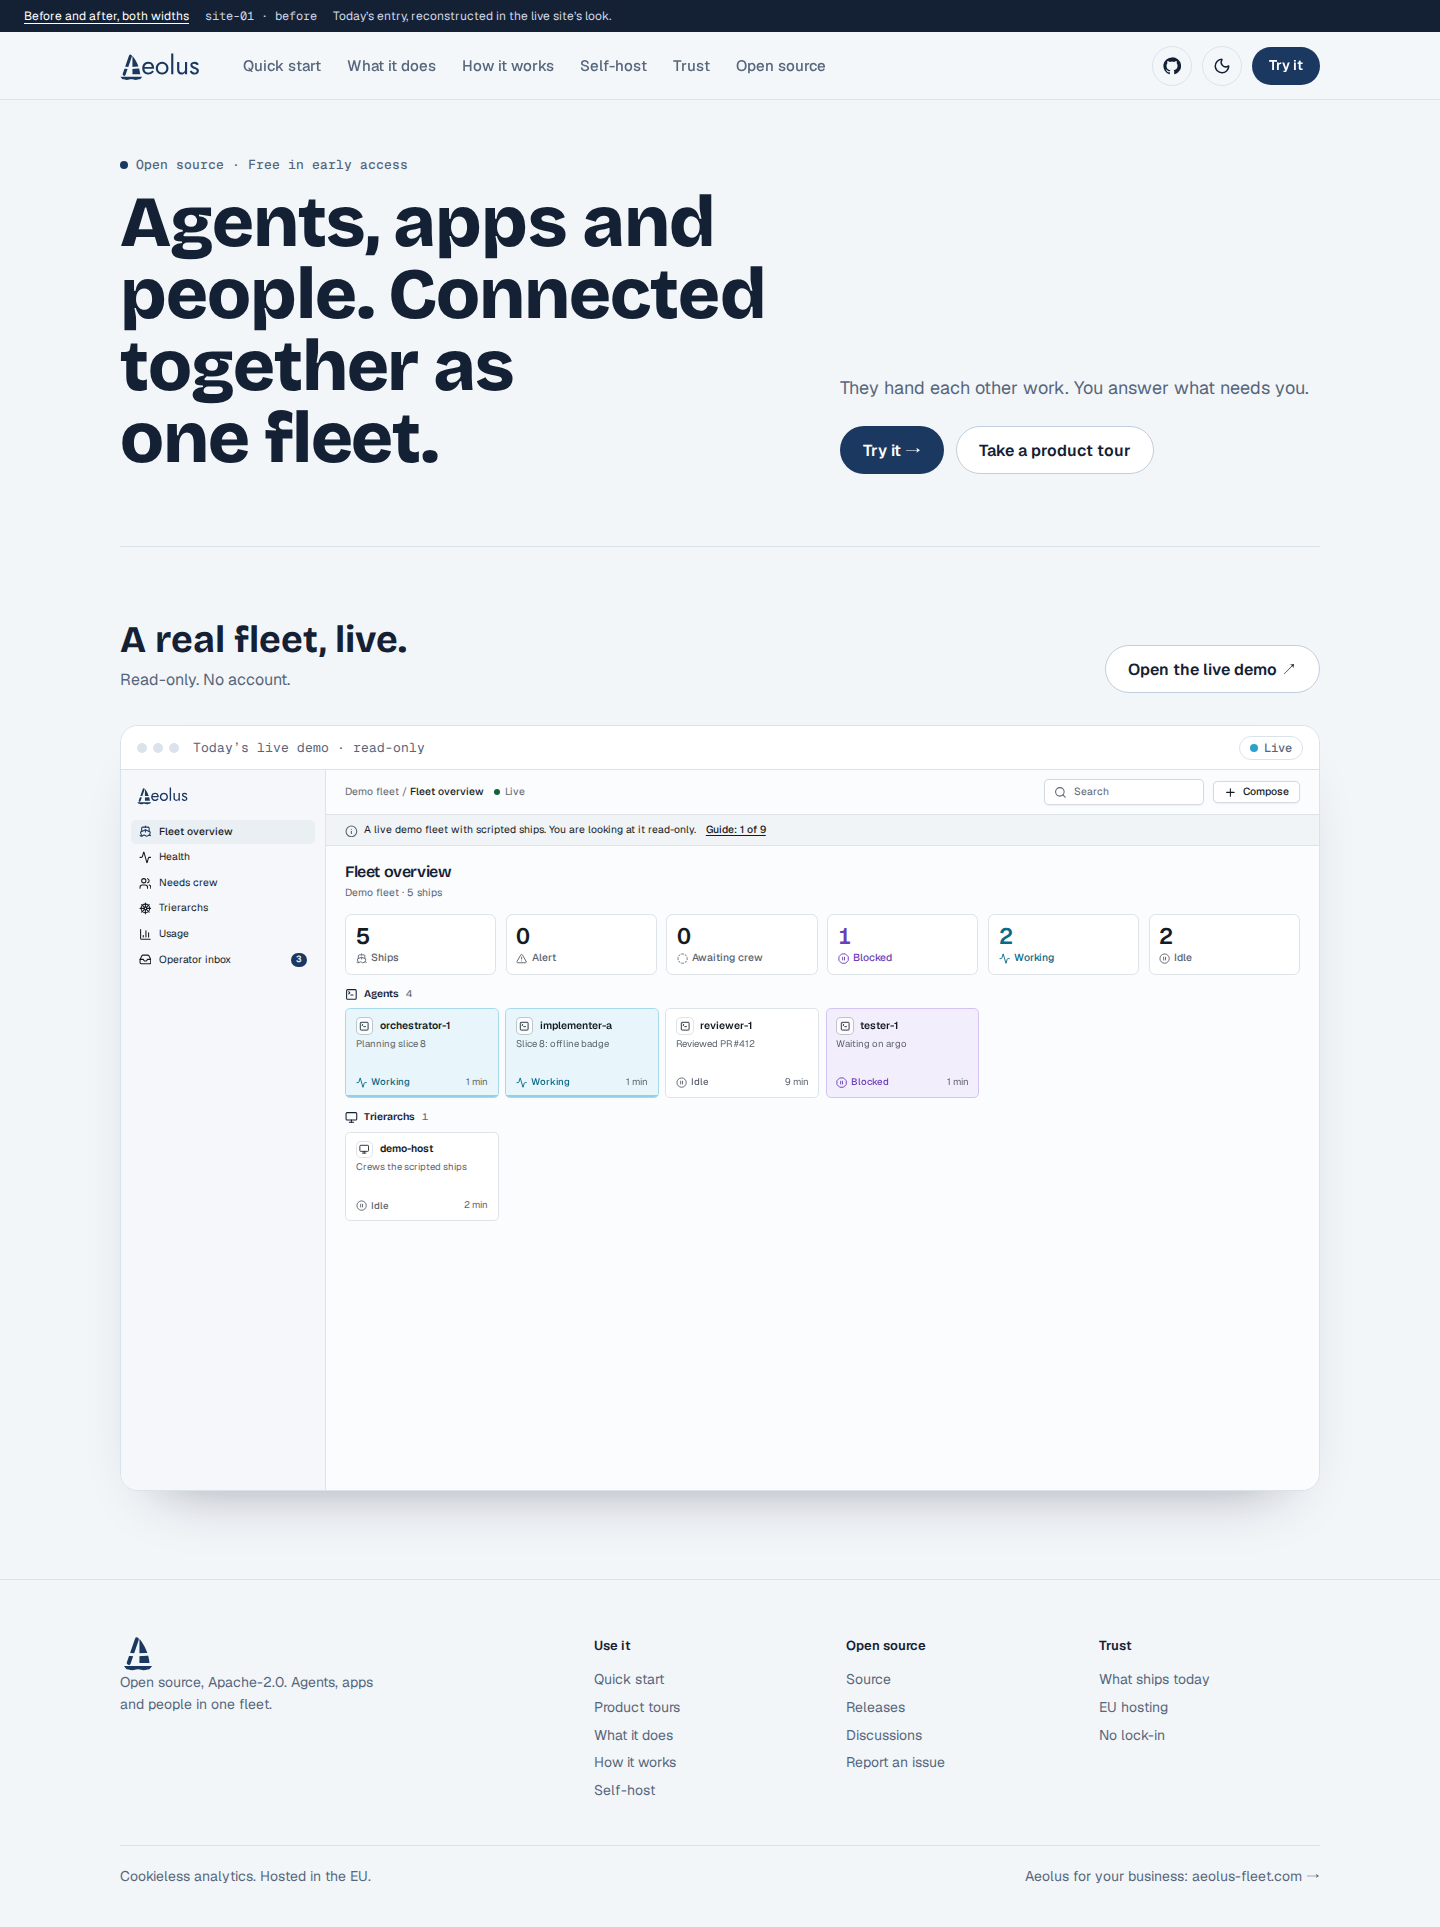 Before and after, both widths site-01 · before Today's entry, reconstructed in the live site's look.
Aeolus Quick start What it does How it works Self-host Trust Open source Try it
Open source · Free in early access
Agents, apps and
people. Connected
together as
one fleet.
They hand each other work. You answer what needs you.
Try it → Take a product tour
A real fleet, live.
Read-only. No account.
Open the live demo ↗
Today's live demo · read-only Live
Aeolus
Fleet overview
Health
Needs crew
Trierarchs
Usage
Operator inbox 3
Demo fleet / Fleet overview Live Search + Compose
A live demo fleet with scripted ships. You are looking at it read-only. Guide: 1 of 9
Fleet overview
Demo fleet · 5 ships
5 0 0 1 2 2
Ships Alert Awaiting crew Blocked Working Idle
Agents 4
orchestrator-1 implementer-a reviewer-1 tester-1
Planning slice 8 Slice 8: offline badge Reviewed PR #412 Waiting on argo
Working 1 min Working 1 min Idle 9 min Blocked 1 min
Trierarchs 1
demo-host
Crews the scripted ships
Idle 2 min
Open source, Apache-2.0. Agents, apps
and people in one fleet.
Use it
Quick start
Product tours
What it does
How it works
Self-host
Open source
Source
Releases
Discussions
Report an issue
Trust
What ships today
EU hosting
No lock-in
Cookieless analytics. Hosted in the EU. Aeolus for your business: aeolus-fleet.com →